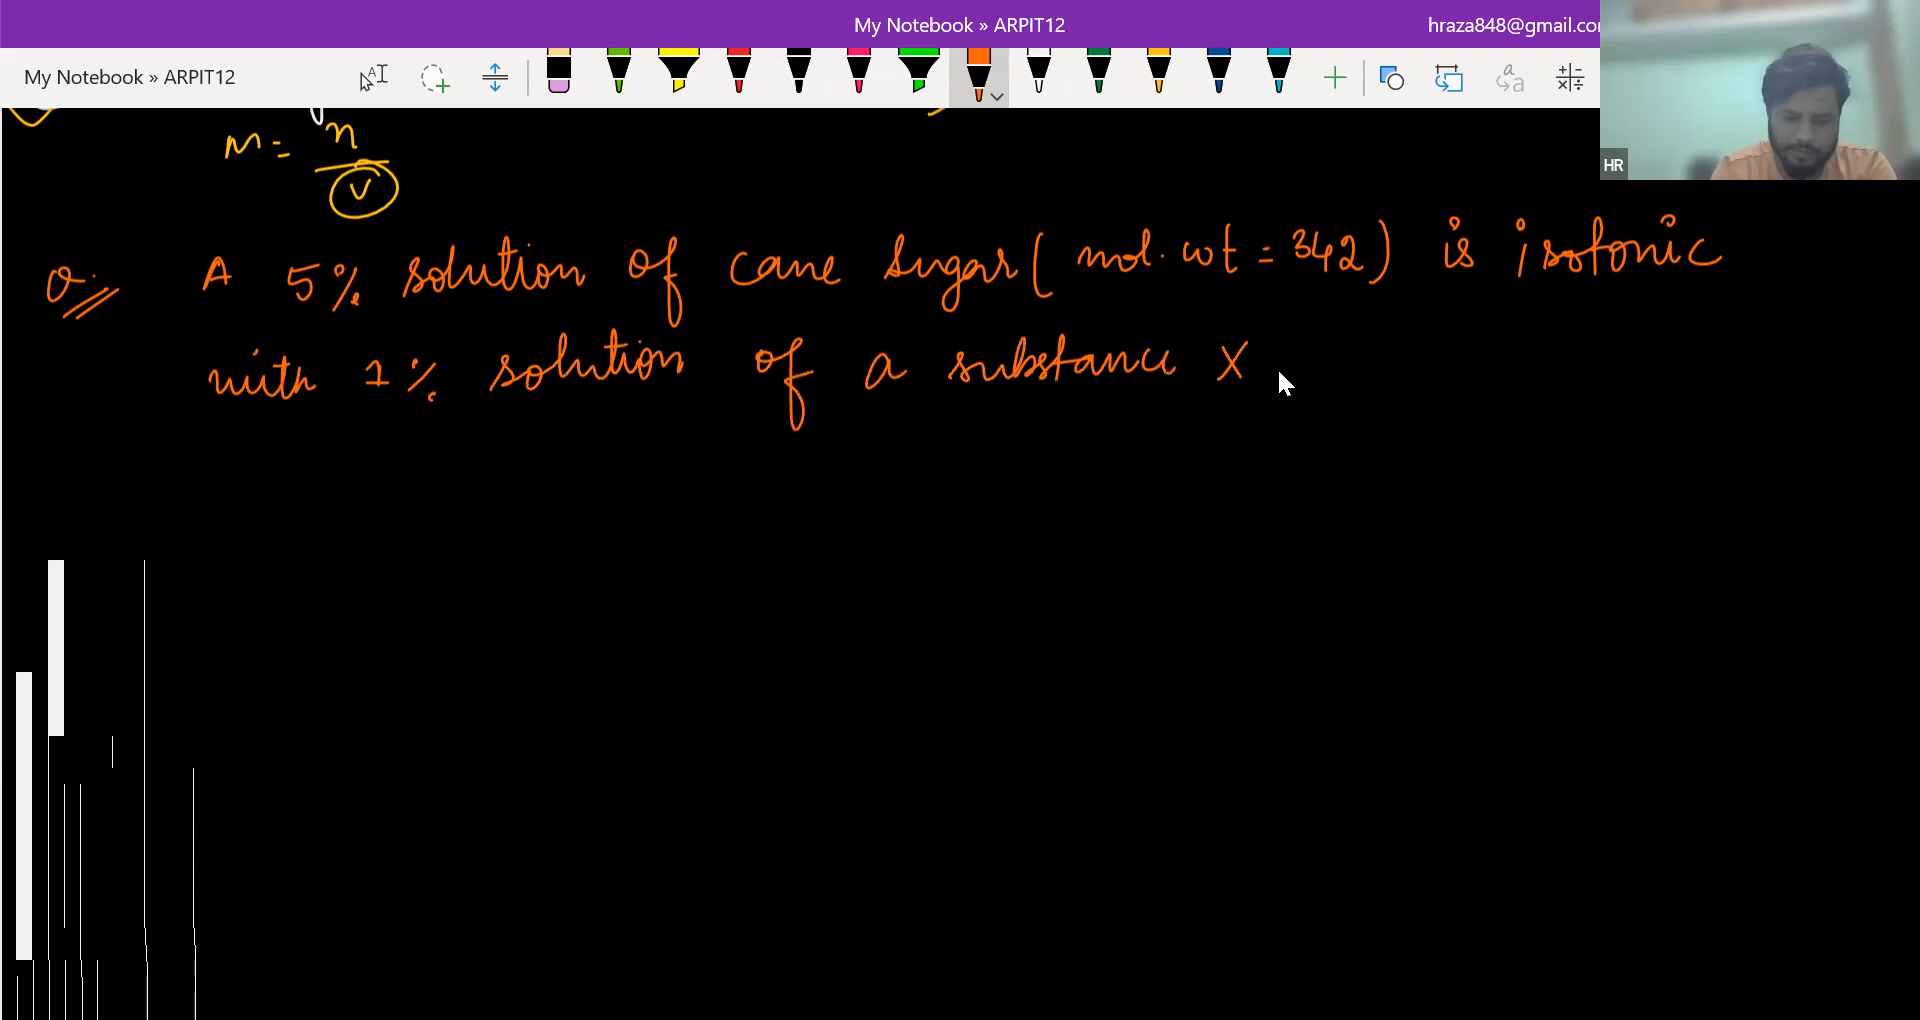 My Notebook » ARPIT12
hraza848@gmail.co
My Notebook » ARPIT12
HR
M = n
v
Q. A 5% solution of cane sugar (mol. wt = 342) is isotonic
with 1% solution of a substance X